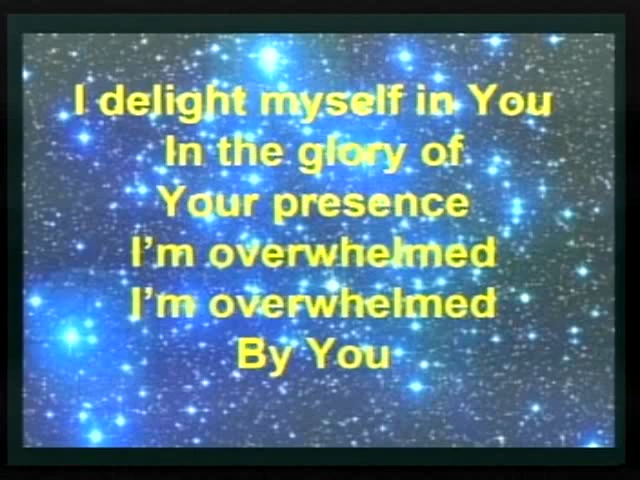 I delight myself in You
In the glory of
Your presence
I'm overwhelmed
I'm overwhelmed
By You